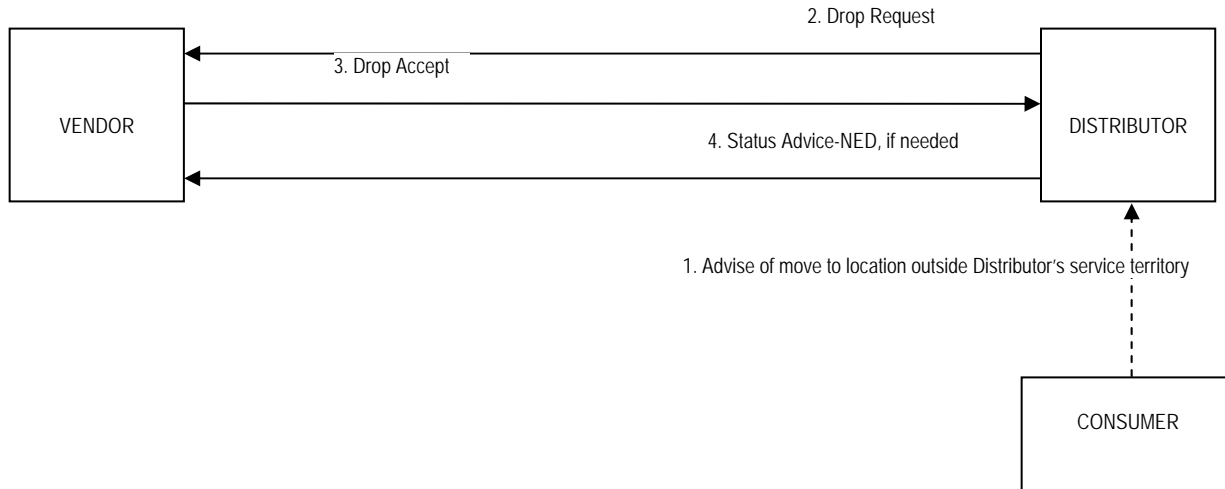 2. Drop Request
3. Drop Accept
VENDOR
DISTRIBUTOR
4. Status Advice-NED, if needed
1. Advise of move to location outside Distributor's service territory
CONSUMER